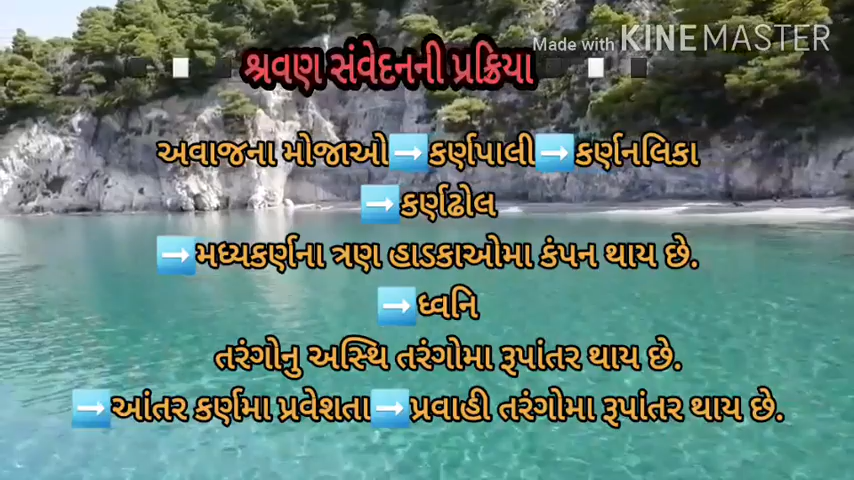 Made with KINEMASTER
શ્રવણ સંવેદનની પ્રક્રિયા
અવાજના મોજાઓ➡કર્ણપાલી➡કર્ણનલિકા
➡કર્ણઢોલ
➡મધ્યકર્ણના ત્રણ હાડકાઓમા કંપન થાય છે.
➡ધ્વનિ
તરંગોનુ અસ્થિ તરંગોમા રૂપાંતર થાય છે.
➡આંતર કર્ણમા પ્રવેશતા➡પ્રવાહી તરંગોમા રૂપાંતર થાય છે.